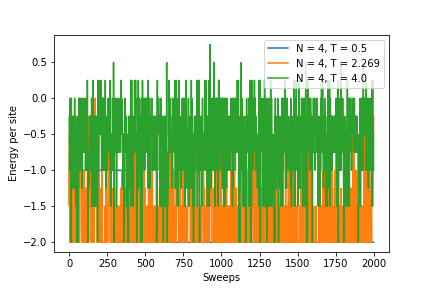 N = 4, T = 0.5
N = 4, T = 2.269
N = 4, T = 4.0
Energy per site
0.5
0.0
−0.5
−1.0
−1.5
−2.0
0 250 500 750 1000 1250 1500 1750 2000
Sweeps